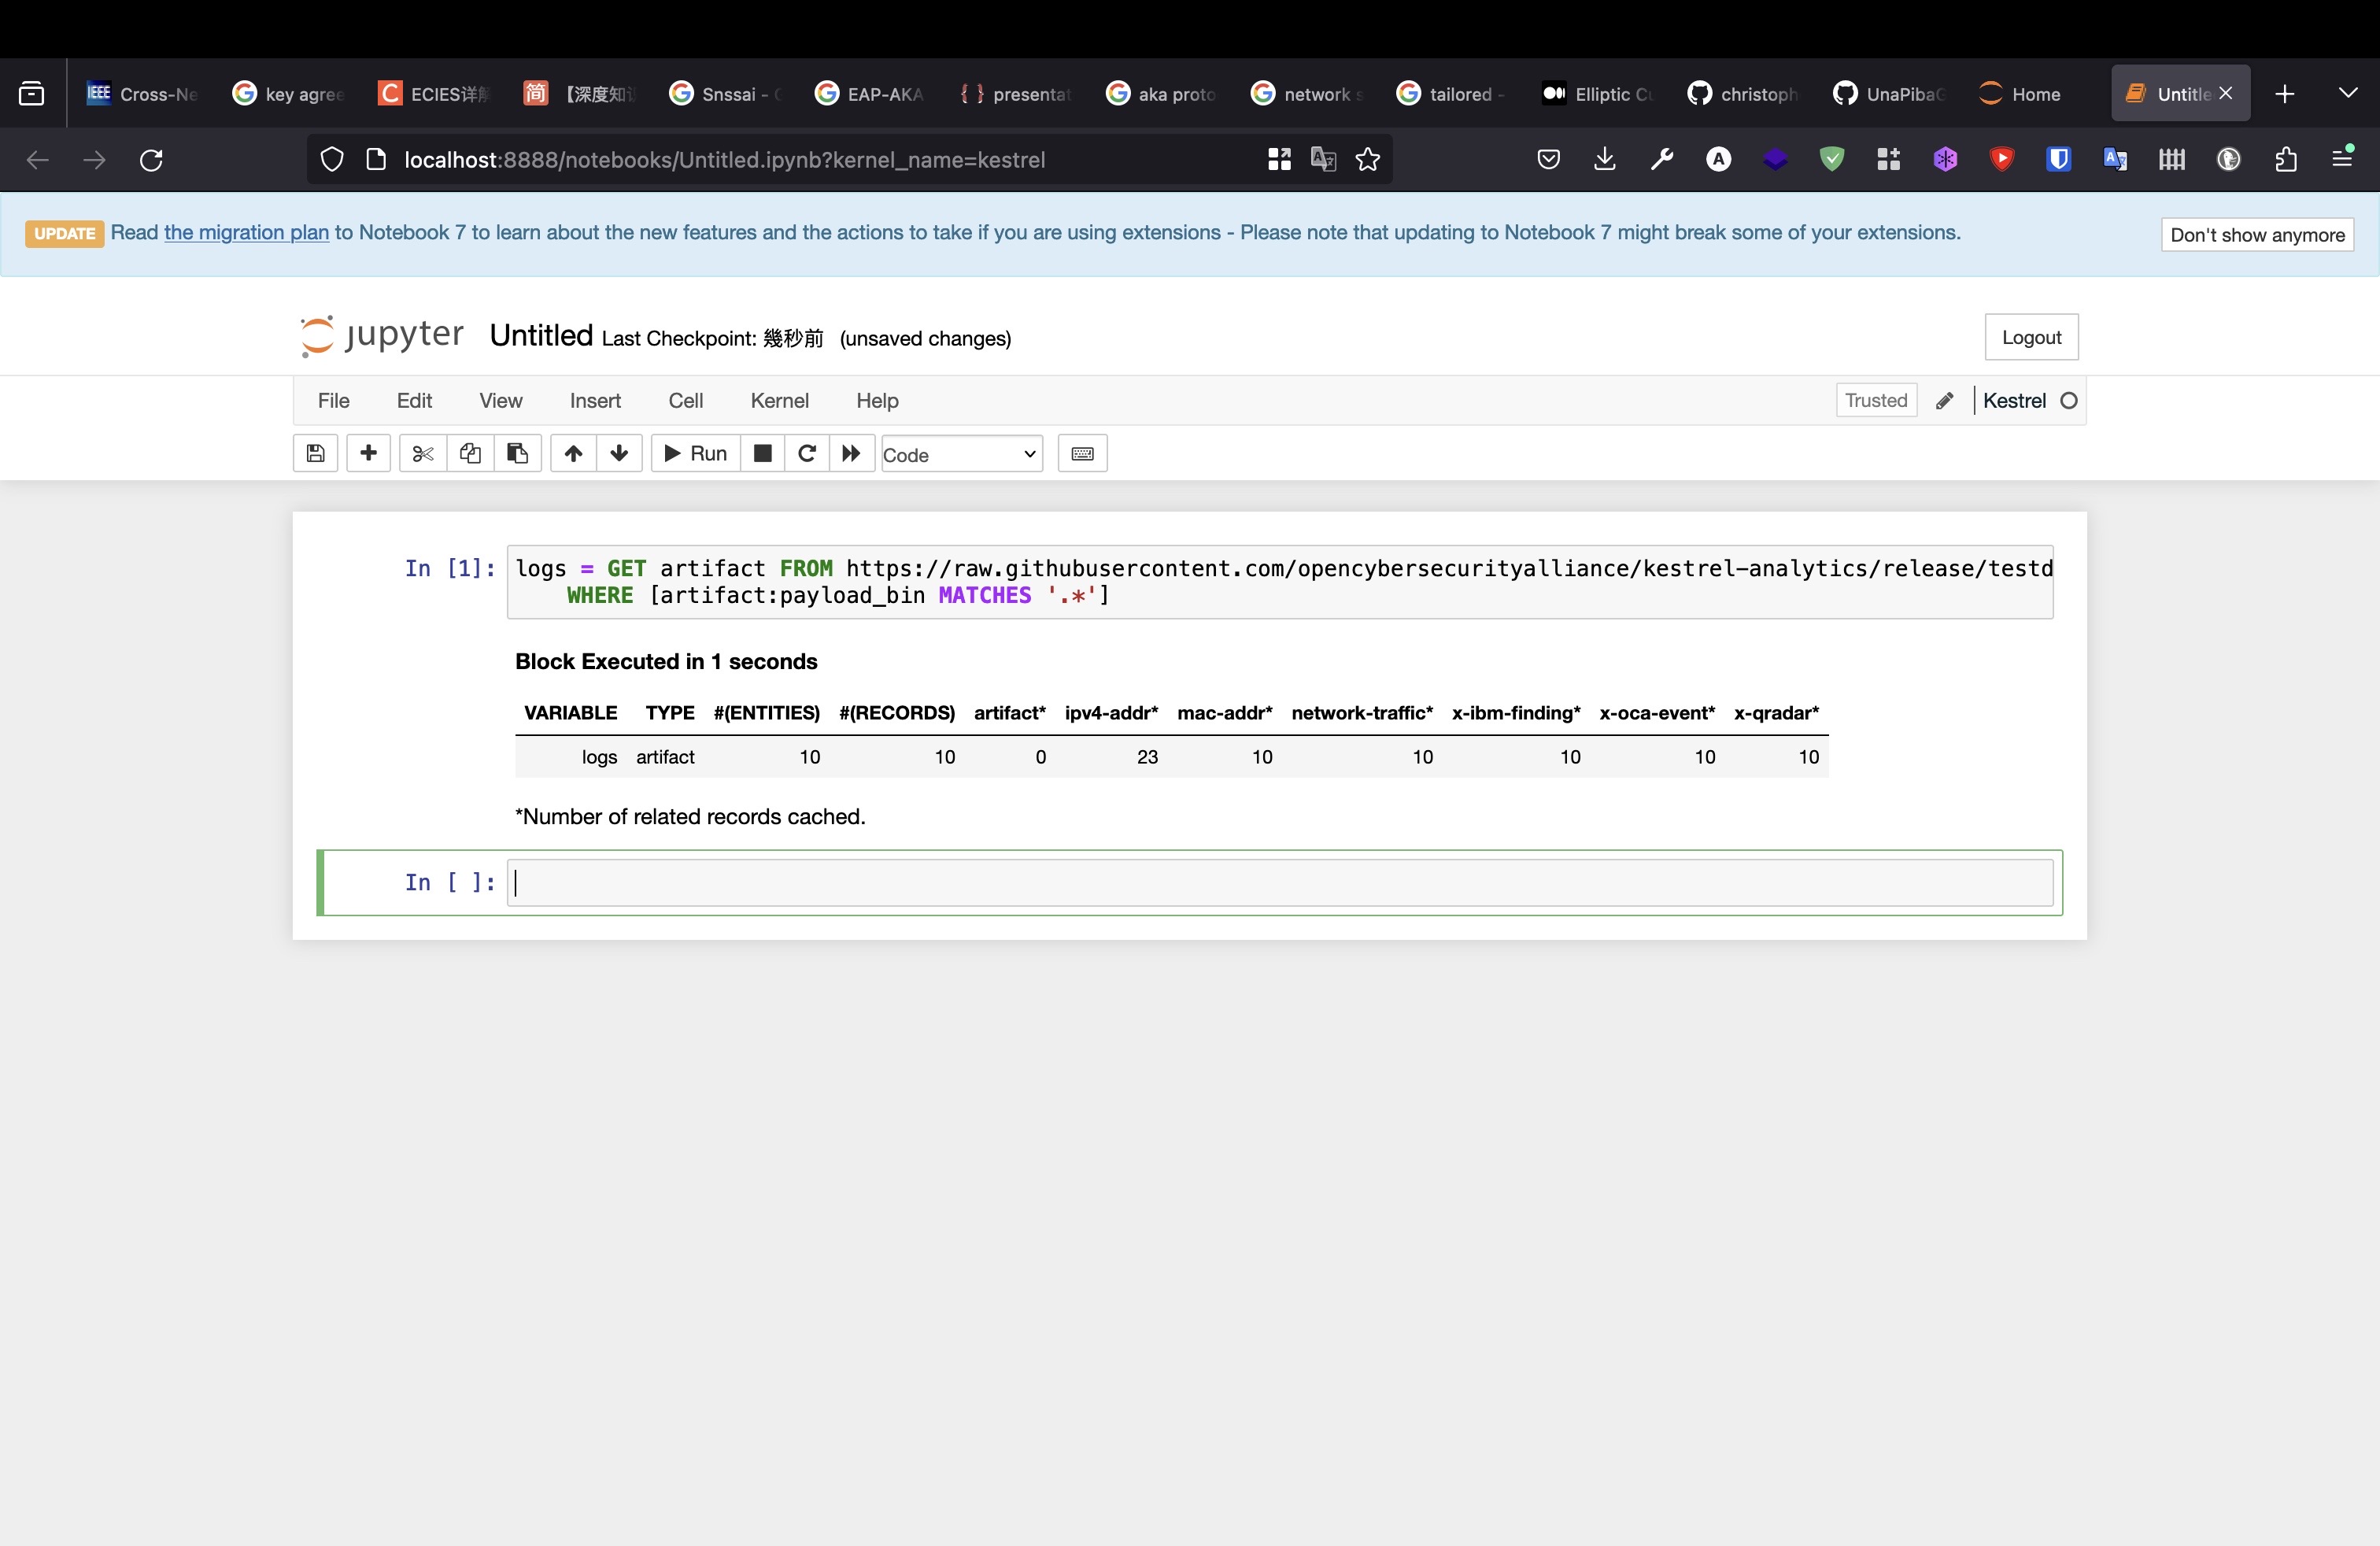 IEEE Cross-Ne
key agree
ECIES详解
简 【深度知识
Snssai - G
EAP-AKA
presentat
aka proto
network s
tailored -
Elliptic Cu
christoph
UnaPibaG
Home
Untitle
localhost:8888/notebooks/Untitled.ipynb?kernel_name=kestrel
UPDATE Read the migration plan to Notebook 7 to learn about the new features and the actions to take if you are using extensions - Please note that updating to Notebook 7 might break some of your extensions.
Don't show anymore
jupyter Untitled Last Checkpoint: 幾秒前 (unsaved changes)
Logout
File Edit View Insert Cell Kernel Help
Trusted Kestrel
Run Code
In [1]: logs = GET artifact FROM https://raw.githubusercontent.com/opencybersecurityalliance/kestrel-analytics/release/testd
WHERE [artifact:payload_bin MATCHES '.*']
Block Executed in 1 seconds
VARIABLE TYPE #(ENTITIES) #(RECORDS) artifact* ipv4-addr* mac-addr* network-traffic* x-ibm-finding* x-oca-event* x-qradar*
logs artifact 10 10 0 23 10 10 10 10 10
*Number of related records cached.
In [ ]: